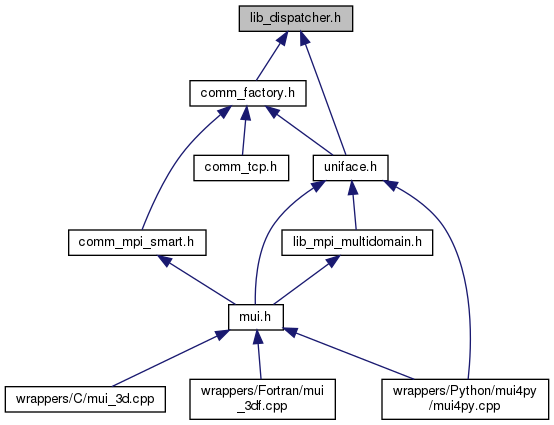 lib_dispatcher.h
comm_factory.h
comm_tcp.h
uniface.h
comm_mpi_smart.h
lib_mpi_multidomain.h
mui.h
wrappers/C/mui_3d.cpp
wrappers/Fortran/mui
_3df.cpp
wrappers/Python/mui4py
/mui4py.cpp